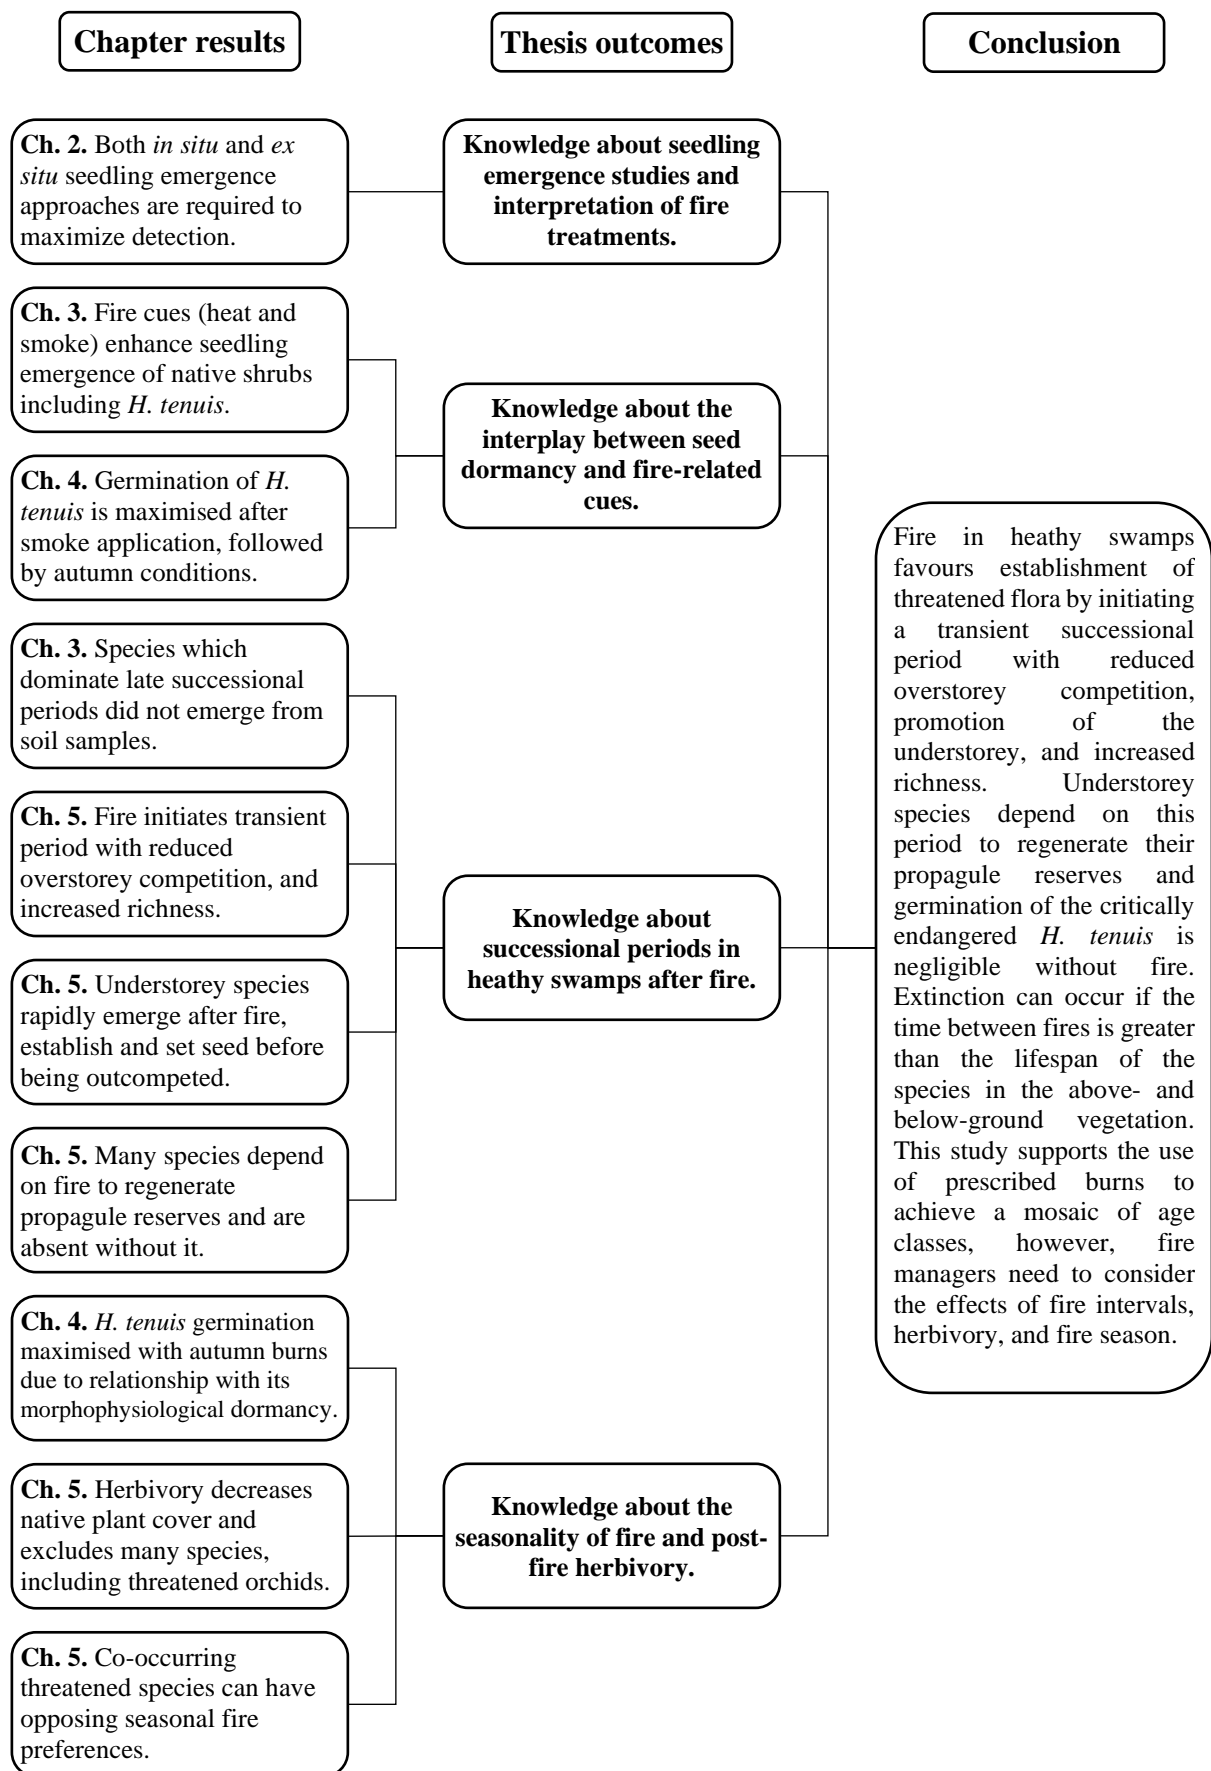 Chapter results
Thesis outcomes
Conclusion
Ch. 2. Both in situ and ex
situ seedling emergence
approaches are required to
maximize detection.
Ch. 3. Fire cues (heat and
smoke) enhance seedling
emergence of native shrubs
including H. tenuis.
Ch. 4. Germination of H.
tenuis is maximised after
smoke application, followed
by autumn conditions.
Ch. 3. Species which
dominate late successional
periods did not emerge from
soil samples.
Ch. 5. Fire initiates transient
period with reduced
overstorey competition, and
increased richness.
Ch. 5. Understorey species
rapidly emerge after fire,
establish and set seed before
being outcompeted.
Ch. 5. Many species depend
on fire to regenerate
propagule reserves and are
absent without it.
Ch. 4. H. tenuis germination
maximised with autumn burns
due to relationship with its
morphophysiological dormancy.
Ch. 5. Herbivory decreases
native plant cover and
excludes many species,
including threatened orchids.
Ch. 5. Co-occurring
threatened species can have
opposing seasonal fire
preferences.
Knowledge about seedling
emergence studies and
interpretation of fire
treatments.
Knowledge about the
interplay between seed
dormancy and fire-related
cues.
Knowledge about
successional periods in
heathy swamps after fire.
Knowledge about the
seasonality of fire and post-
fire herbivory.
Fire in heathy swamps
favours establishment of
threatened flora by initiating
a transient successional
period with reduced
overstorey competition,
promotion of the
understorey, and increased
richness. Understorey
species depend on this
period to regenerate their
propagule reserves and
germination of the critically
endangered H. tenuis is
negligible without fire.
Extinction can occur if the
time between fires is greater
than the lifespan of the
species in the above- and
below-ground vegetation.
This study supports the use
of prescribed burns to
achieve a mosaic of age
classes, however, fire
managers need to consider
the effects of fire intervals,
herbivory, and fire season.